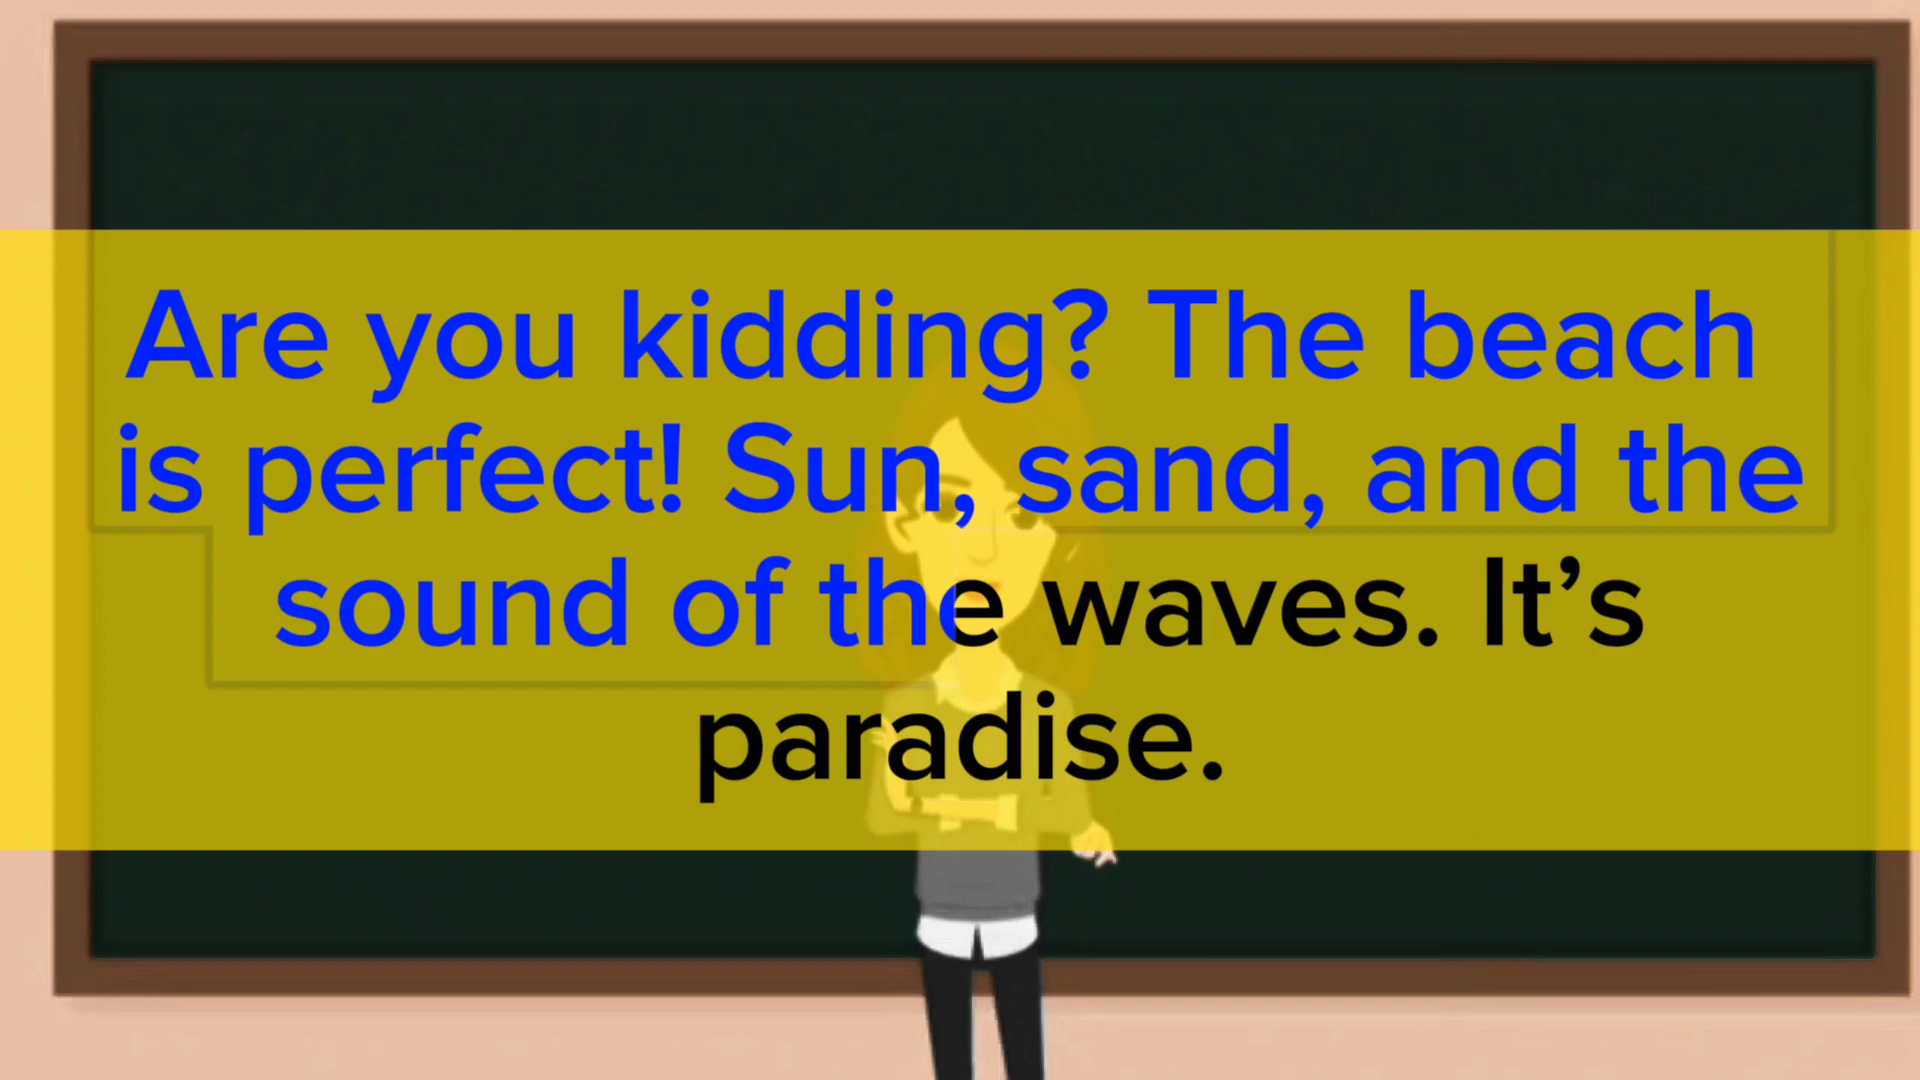 Are you kidding? The beach
is perfect! Sun, sand, and the
sound of the waves. It’s
paradise.